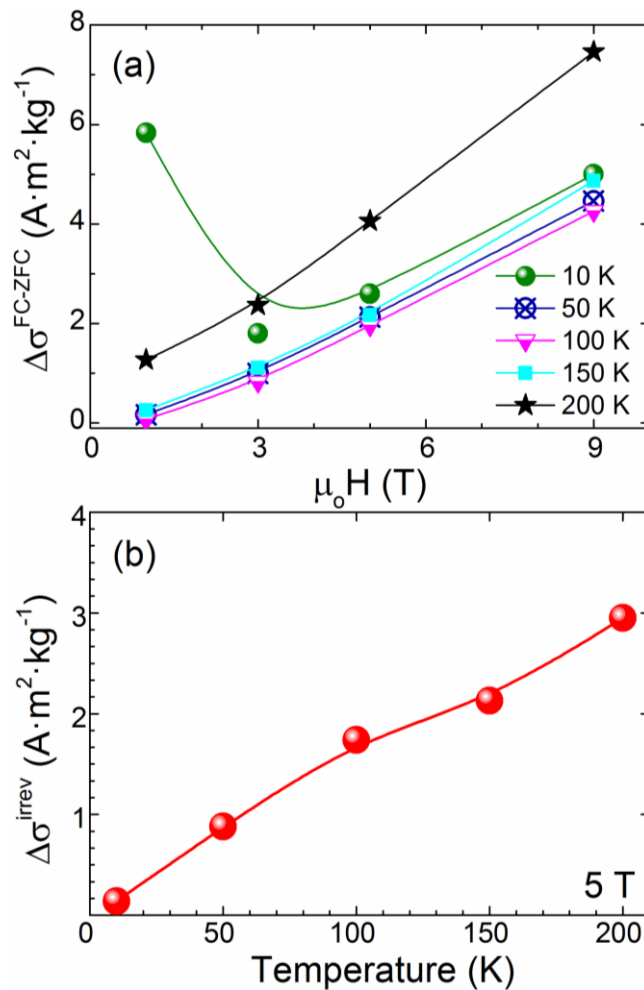 8
(a)
6
4
2
0
Δσ^FC-ZFC (A·m²·kg⁻¹)
10 K
50 K
100 K
150 K
200 K
0 3 6 9
μₒH (T)
4
(b)
3
2
1
Δσ^irrev (A·m²·kg⁻¹)
5 T
0 50 100 150 200
Temperature (K)